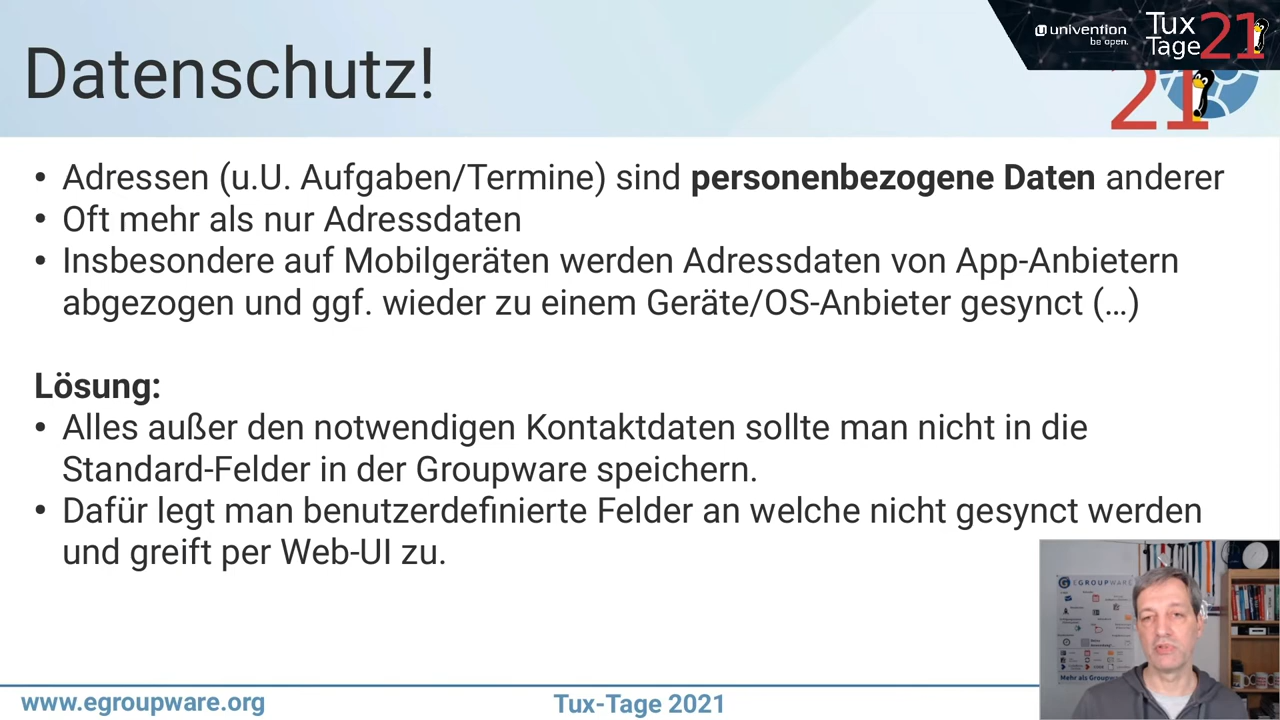 Datenschutz!
univention
be open.
Tux
Tage
21
21
• Adressen (u.U. Aufgaben/Termine) sind personenbezogene Daten anderer
• Oft mehr als nur Adressdaten
• Insbesondere auf Mobilgeräten werden Adressdaten von App-Anbietern
abgezogen und ggf. wieder zu einem Geräte/OS-Anbieter gesynct (...)
Lösung:
• Alles außer den notwendigen Kontaktdaten sollte man nicht in die
Standard-Felder in der Groupware speichern.
• Dafür legt man benutzerdefinierte Felder an welche nicht gesynct werden
und greift per Web-UI zu.
EGROUPWARE
Mehr als Groupw
www.egroupware.org
Tux-Tage 2021